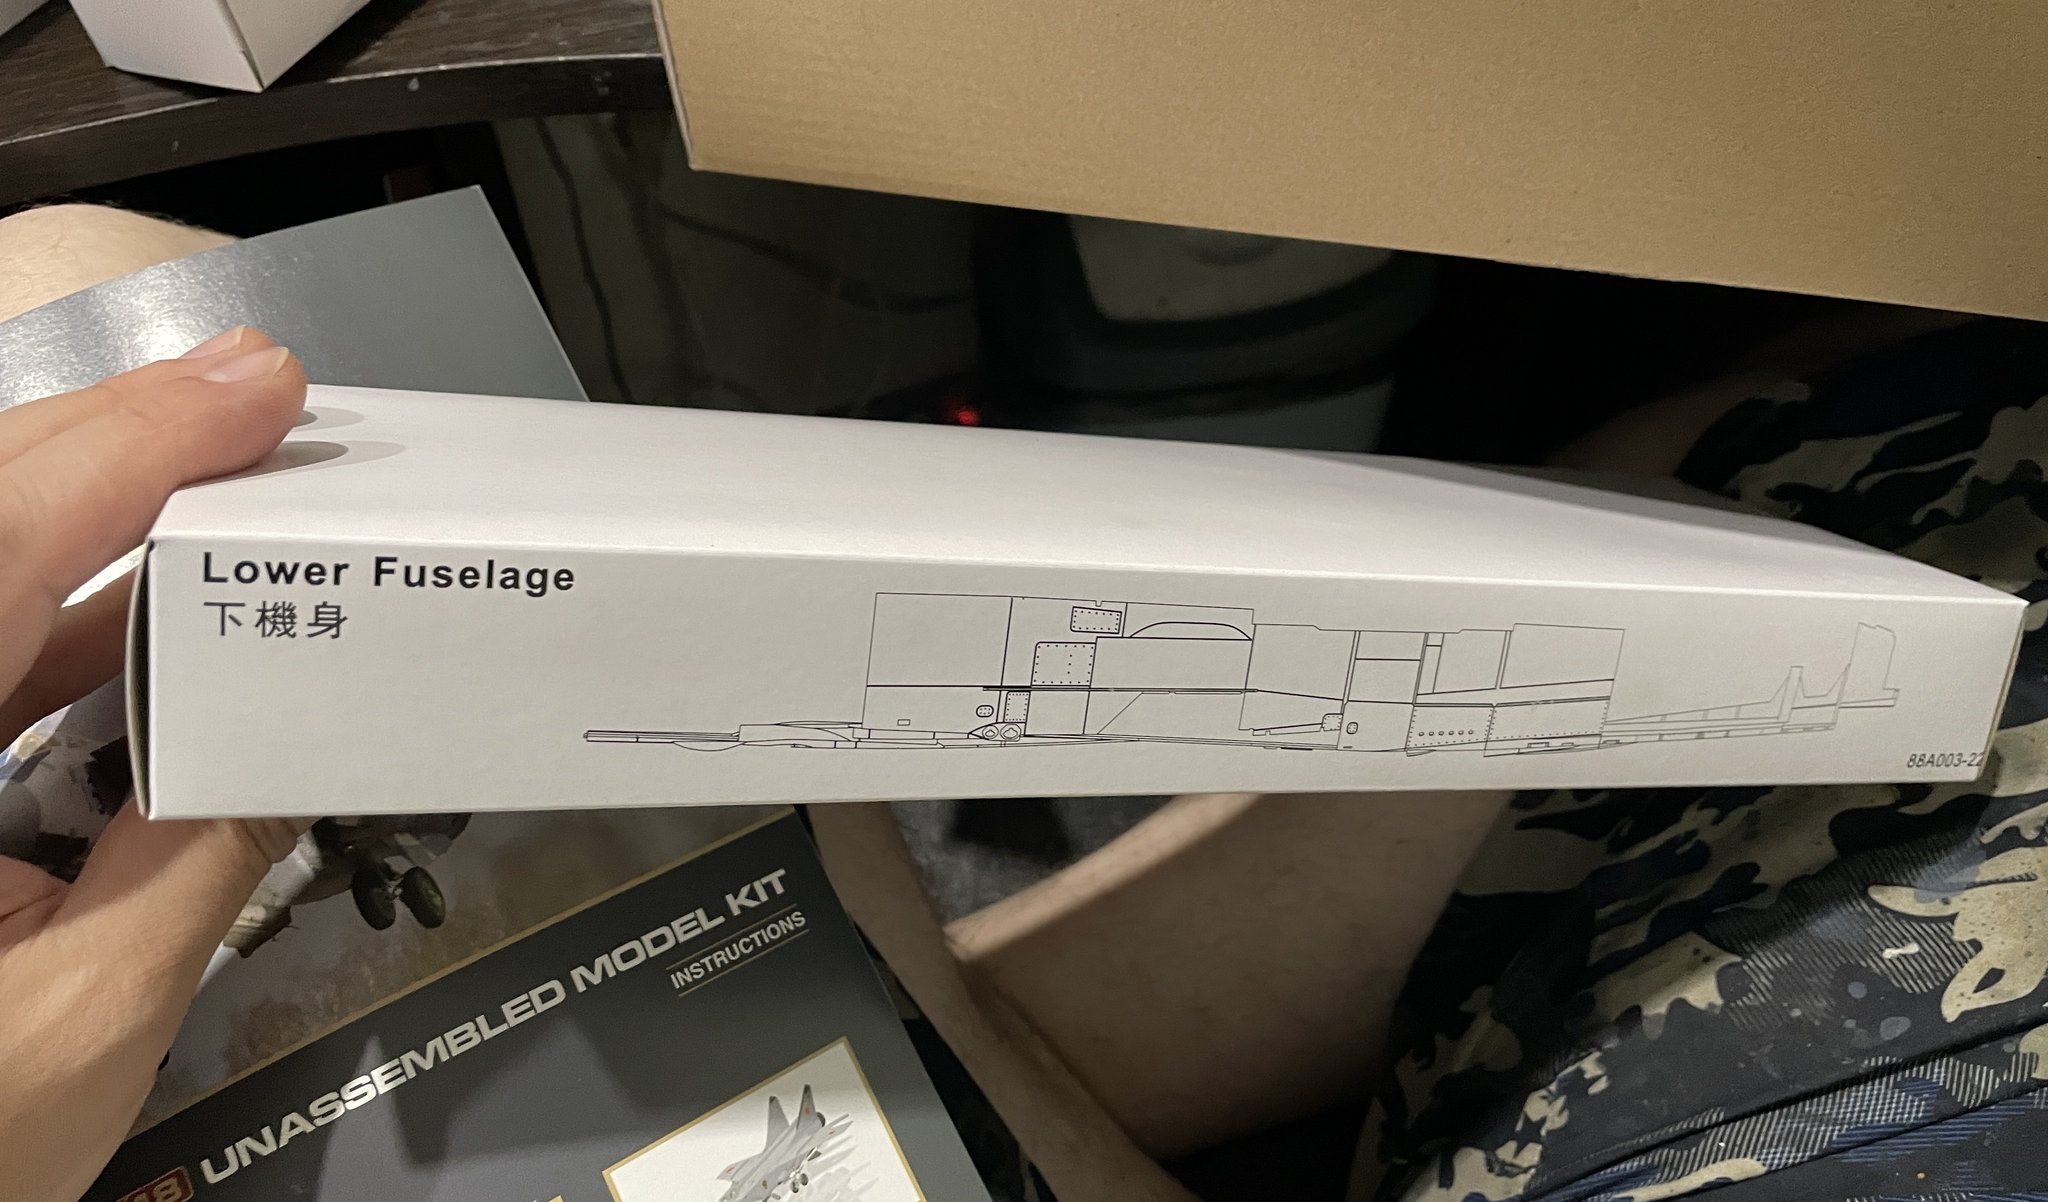 Lower Fuselage
下機身
88A003-22
UNASSEMBLED MODEL KIT
INSTRUCTIONS